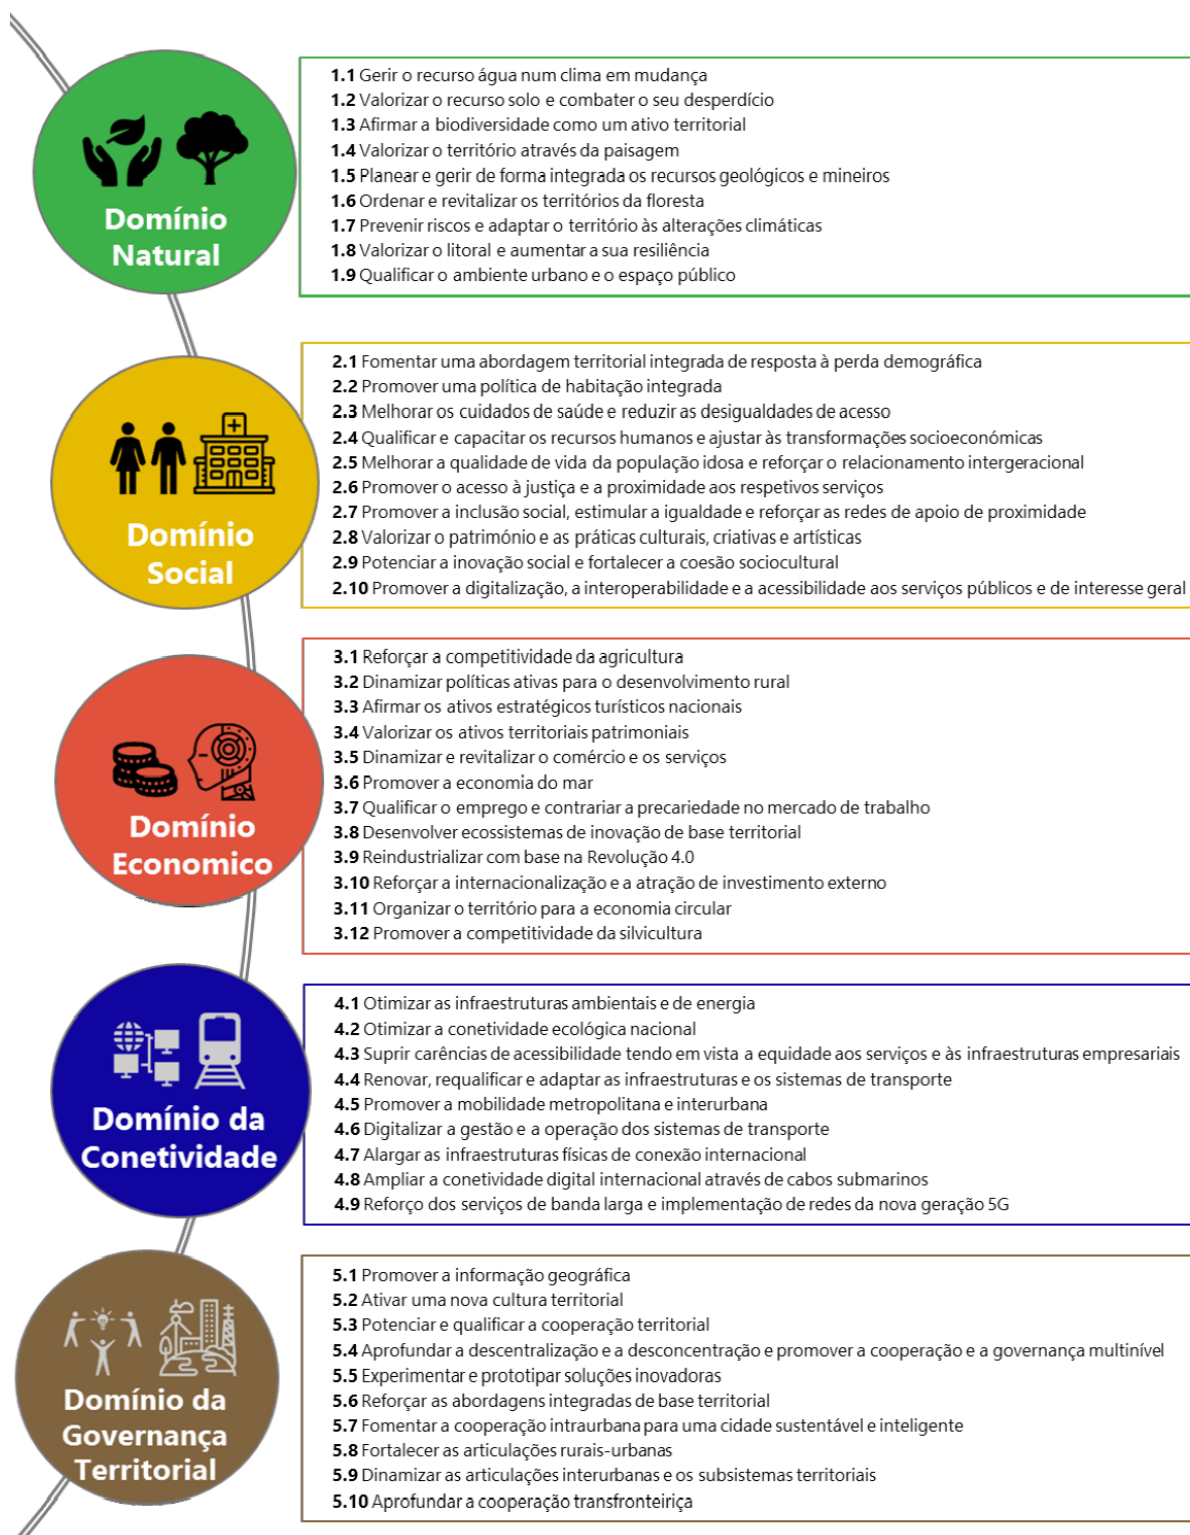 Domínio
Natural
1.1 Gerir o recurso água num clima em mudança
1.2 Valorizar o recurso solo e combater o seu desperdício
1.3 Afirmar a biodiversidade como um ativo territorial
1.4 Valorizar o território através da paisagem
1.5 Planear e gerir de forma integrada os recursos geológicos e mineiros
1.6 Ordenar e revitalizar os territórios da floresta
1.7 Prevenir riscos e adaptar o território às alterações climáticas
1.8 Valorizar o litoral e aumentar a sua resiliência
1.9 Qualificar o ambiente urbano e o espaço público
Domínio
Social
2.1 Fomentar uma abordagem territorial integrada de resposta à perda demográfica
2.2 Promover uma política de habitação integrada
2.3 Melhorar os cuidados de saúde e reduzir as desigualdades de acesso
2.4 Qualificar e capacitar os recursos humanos e ajustar às transformações socioeconómicas
2.5 Melhorar a qualidade de vida da população idosa e reforçar o relacionamento intergeracional
2.6 Promover o acesso à justiça e a proximidade aos respetivos serviços
2.7 Promover a inclusão social, estimular a igualdade e reforçar as redes de apoio de proximidade
2.8 Valorizar o património e as práticas culturais, criativas e artísticas
2.9 Potenciar a inovação social e fortalecer a coesão sociocultural
2.10 Promover a digitalização, a interoperabilidade e a acessibilidade aos serviços públicos e de interesse geral
Domínio
Economico
3.1 Reforçar a competitividade da agricultura
3.2 Dinamizar políticas ativas para o desenvolvimento rural
3.3 Afirmar os ativos estratégicos turísticos nacionais
3.4 Valorizar os ativos territoriais patrimoniais
3.5 Dinamizar e revitalizar o comércio e os serviços
3.6 Promover a economia do mar
3.7 Qualificar o emprego e contrariar a precariedade no mercado de trabalho
3.8 Desenvolver ecossistemas de inovação de base territorial
3.9 Reindustrializar com base na Revolução 4.0
3.10 Reforçar a internacionalização e a atração de investimento externo
3.11 Organizar o território para a economia circular
3.12 Promover a competitividade da silvicultura
Domínio da
Conetividade
4.1 Otimizar as infraestruturas ambientais e de energia
4.2 Otimizar a conetividade ecológica nacional
4.3 Suprir carências de acessibilidade tendo em vista a equidade aos serviços e às infraestruturas empresariais
4.4 Renovar, requalificar e adaptar as infraestruturas e os sistemas de transporte
4.5 Promover a mobilidade metropolitana e interurbana
4.6 Digitalizar a gestão e a operação dos sistemas de transporte
4.7 Alargar as infraestruturas físicas de conexão internacional
4.8 Ampliar a conetividade digital internacional através de cabos submarinos
4.9 Reforço dos serviços de banda larga e implementação de redes da nova geração 5G
Domínio da
Governança
Territorial
5.1 Promover a informação geográfica
5.2 Ativar uma nova cultura territorial
5.3 Potenciar e qualificar a cooperação territorial
5.4 Aprofundar a descentralização e a desconcentração e promover a cooperação e a governança multinível
5.5 Experimentar e prototipar soluções inovadoras
5.6 Reforçar as abordagens integradas de base territorial
5.7 Fomentar a cooperação intraurbana para uma cidade sustentável e inteligente
5.8 Fortalecer as articulações rurais-urbanas
5.9 Dinamizar as articulações interurbanas e os subsistemas territoriais
5.10 Aprofundar a cooperação transfronteiriça